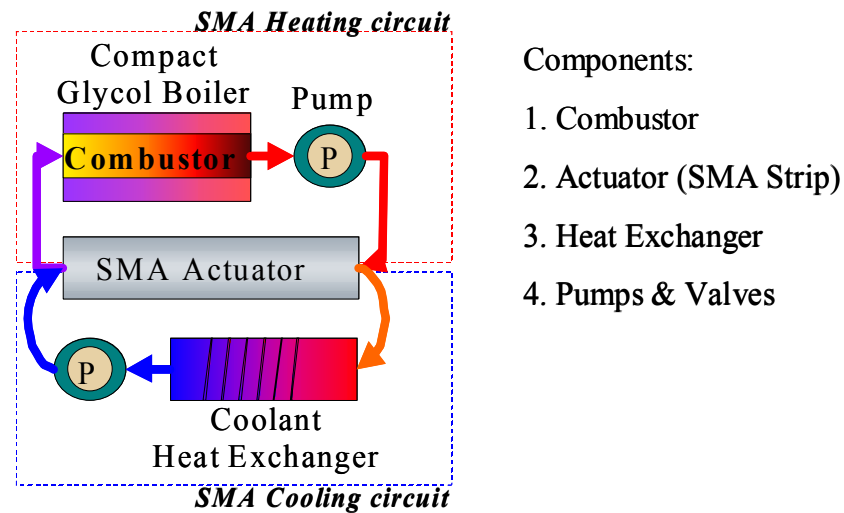 SMA Heating circuit
Compact
Glycol Boiler
Pump
Combustor
P
SMA Actuator
P
Coolant
Heat Exchanger
SMA Cooling circuit
Components:
1. Combustor
2. Actuator (SMA Strip)
3. Heat Exchanger
4. Pumps & Valves